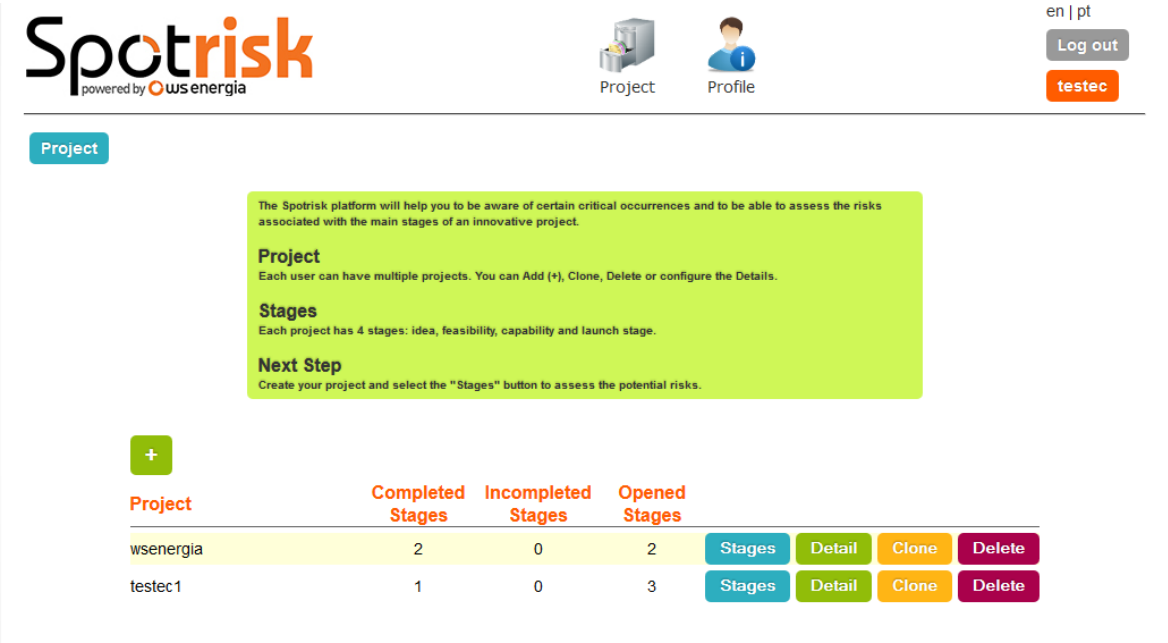 Spotrisk
powered by ws energia
Project
Profile
en | pt
Log out
testec
Project
The Spotrisk platform will help you to be aware of certain critical occurrences and to be able to assess the risks
associated with the main stages of an innovative project.
Project
Each user can have multiple projects. You can Add (+), Clone, Delete or configure the Details.
Stages
Each project has 4 stages: idea, feasibility, capability and launch stage.
Next Step
Create your project and select the "Stages" button to assess the potential risks.
+
Project Completed Stages Incompleted Stages Opened Stages
wsenergia 2 0 2 Stages Detail Clone Delete
testec1 1 0 3 Stages Detail Clone Delete